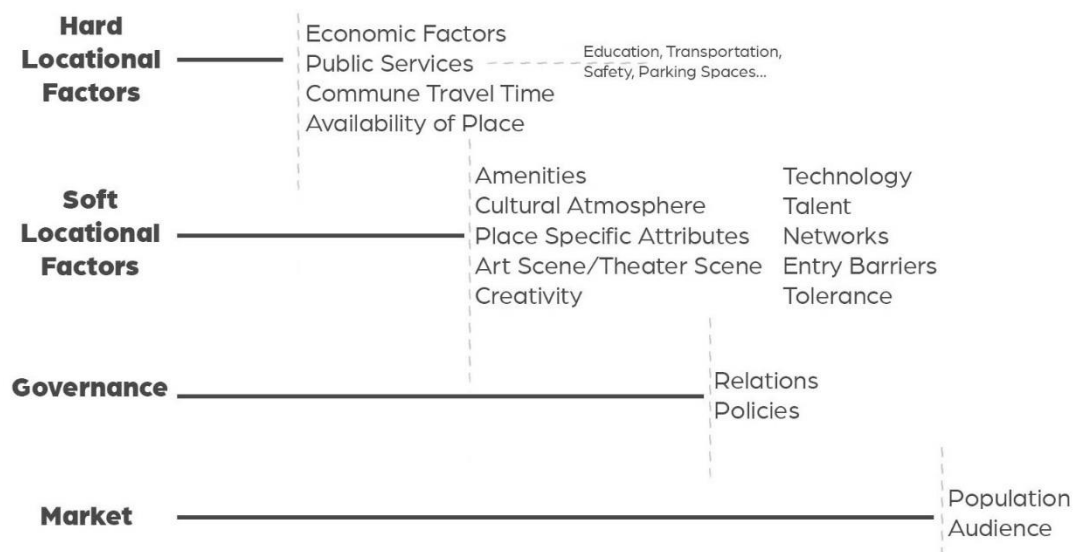 Hard
Locational
Factors
Economic Factors
Public Services
Commune Travel Time
Availability of Place
Education, Transportation,
Safety, Parking Spaces...
Soft
Locational
Factors
Amenities
Cultural Atmosphere
Place Specific Attributes
Art Scene/Theater Scene
Creativity
Technology
Talent
Networks
Entry Barriers
Tolerance
Governance
Relations
Policies
Market
Population
Audience